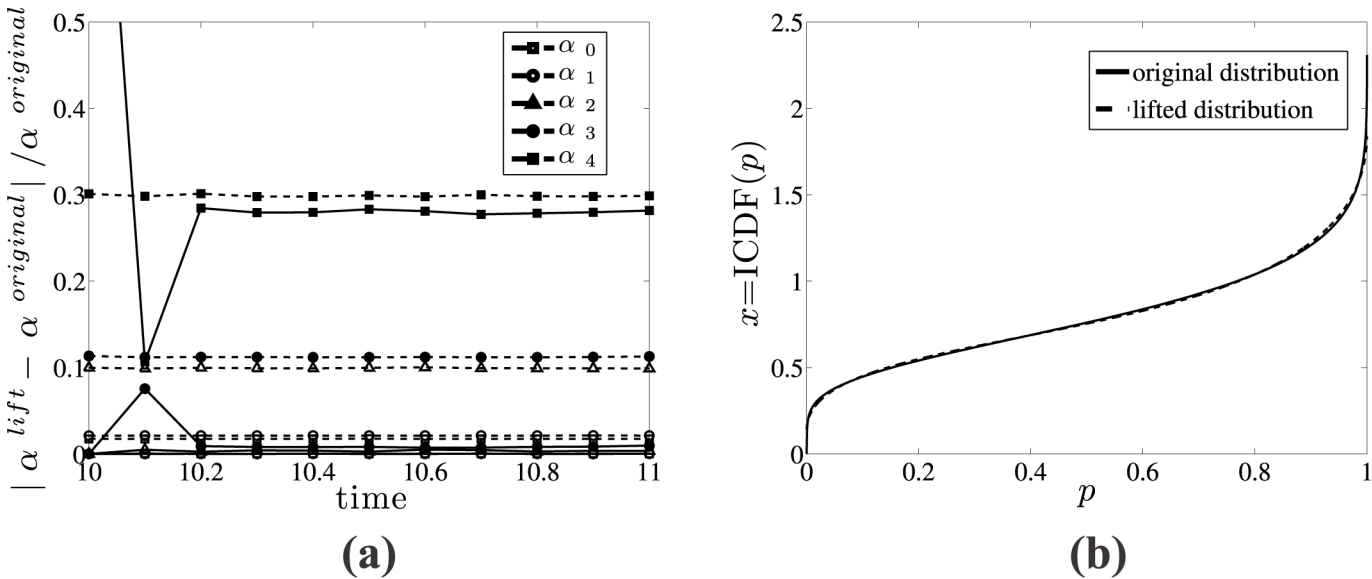 | α lift − α original | /α original
0.5
0.4
0.3
0.2
0.1
0
10
10.2
10.4
10.6
10.8
11
time
α 0
α 1
α 2
α 3
α 4
(a)
x=ICDF(p)
2.5
2
1.5
1
0.5
0
0
0.2
0.4
0.6
0.8
1
p
original distribution
lifted distribution
(b)